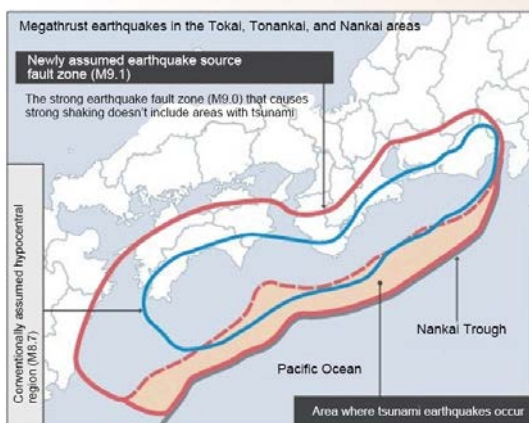 Megathrust earthquakes in the Tokai, Tonankai, and Nankai areas
Newly assumed earthquake source
fault zone (M9.1)
The strong earthquake fault zone (M9.0) that causes
strong shaking doesn't include areas with tsunami
Conventionally assumed hypocentral
region (M8.7)
Nankai Trough
Pacific Ocean
Area where tsunami earthquakes occur